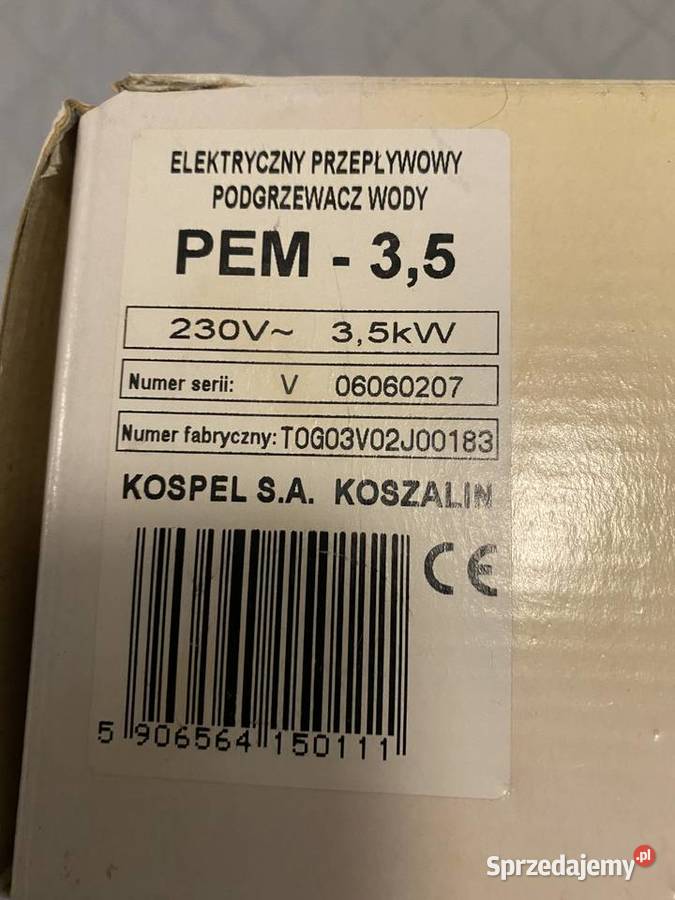 ELEKTRYCZNY PRZEPŁYWOWY
PODGRZEWACZ WODY
PEM - 3,5
230V~ 3,5kW
Numer serii: V 06060207
Numer fabryczny: T0G03V02J00183
KOSPEL S.A. KOSZALIN
CE
5 906564 150111
Sprzedajemy.pl